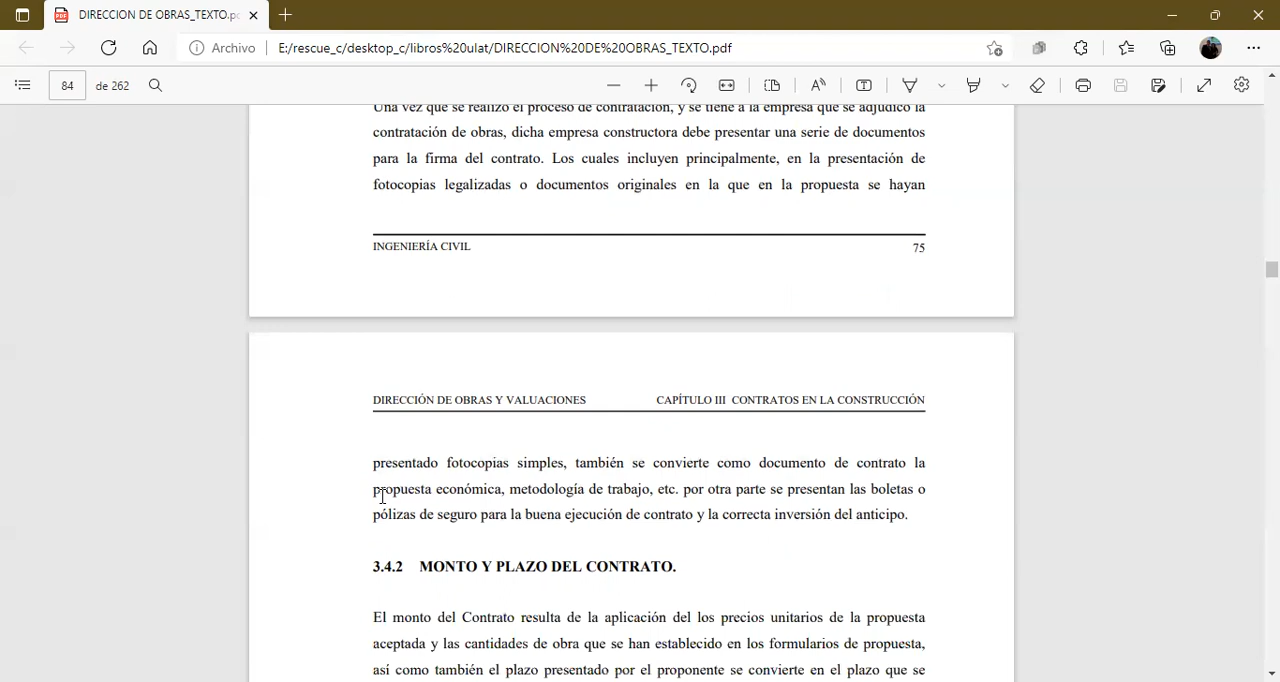 DIRECCION DE OBRAS_TEXTO.pd
Archivo
E:/rescue_c/desktop_c/libros%20ulat/DIRECCION%20DE%20OBRAS_TEXTO.pdf
84 de 262
Una vez que se realizo el proceso de contratación, y se tiene a la empresa que se adjudico la
contratación de obras, dicha empresa constructora debe presentar una serie de documentos
para la firma del contrato. Los cuales incluyen principalmente, en la presentación de
fotocopias legalizadas o documentos originales en la que en la propuesta se hayan
INGENIERÍA CIVIL 75
DIRECCIÓN DE OBRAS Y VALUACIONES CAPÍTULO III CONTRATOS EN LA CONSTRUCCIÓN
presentado fotocopias simples, también se convierte como documento de contrato la
propuesta económica, metodología de trabajo, etc. por otra parte se presentan las boletas o
pólizas de seguro para la buena ejecución de contrato y la correcta inversión del anticipo.
3.4.2 MONTO Y PLAZO DEL CONTRATO.
El monto del Contrato resulta de la aplicación del los precios unitarios de la propuesta
aceptada y las cantidades de obra que se han establecido en los formularios de propuesta,
así como también el plazo presentado por el proponente se convierte en el plazo que se